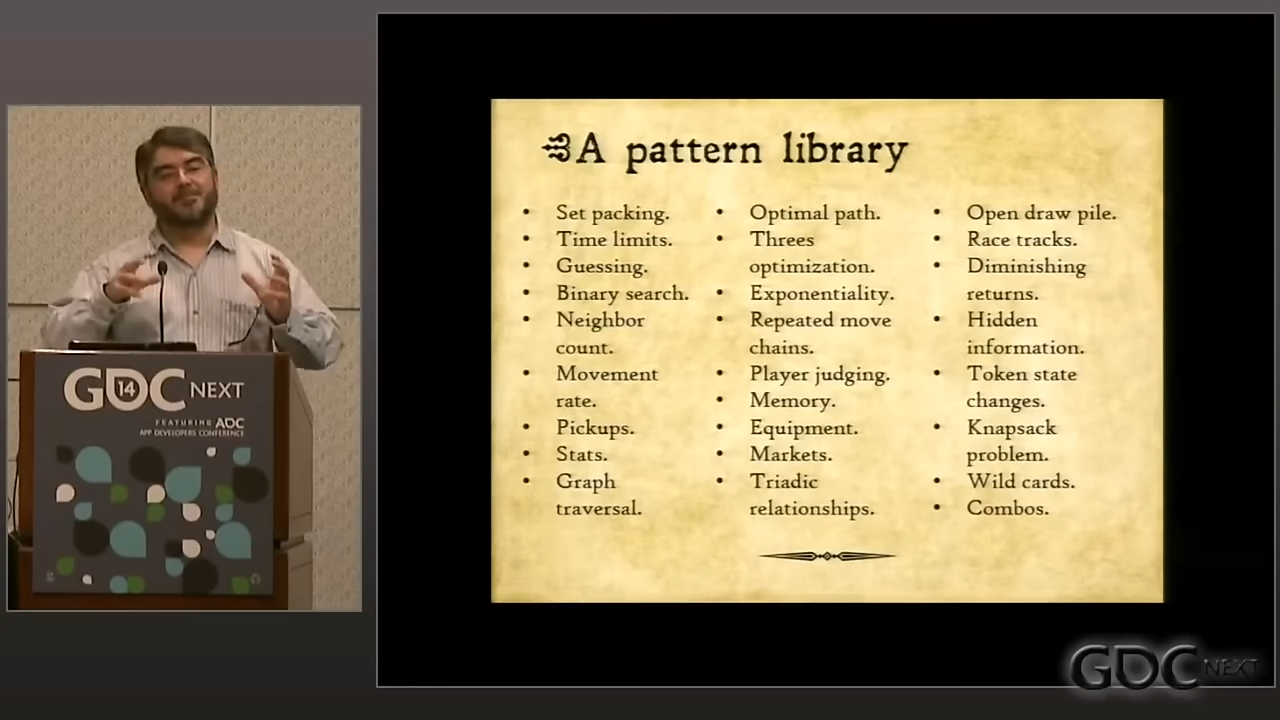 A pattern library
• Set packing.
• Time limits.
• Guessing.
• Binary search.
• Neighbor
count.
• Movement
rate.
• Pickups.
• Stats.
• Graph
traversal.
• Optimal path.
• Threes
optimization.
• Exponentiality.
• Repeated move
chains.
• Player judging.
• Memory.
• Equipment.
• Markets.
• Triadic
relationships.
• Open draw pile.
• Race tracks.
• Diminishing
returns.
• Hidden
information.
• Token state
changes.
• Knapsack
problem.
• Wild cards.
• Combos.
GDC 14 NEXT
FEATURING ADC
APP DEVELOPERS CONFERENCE
GDC NEXT